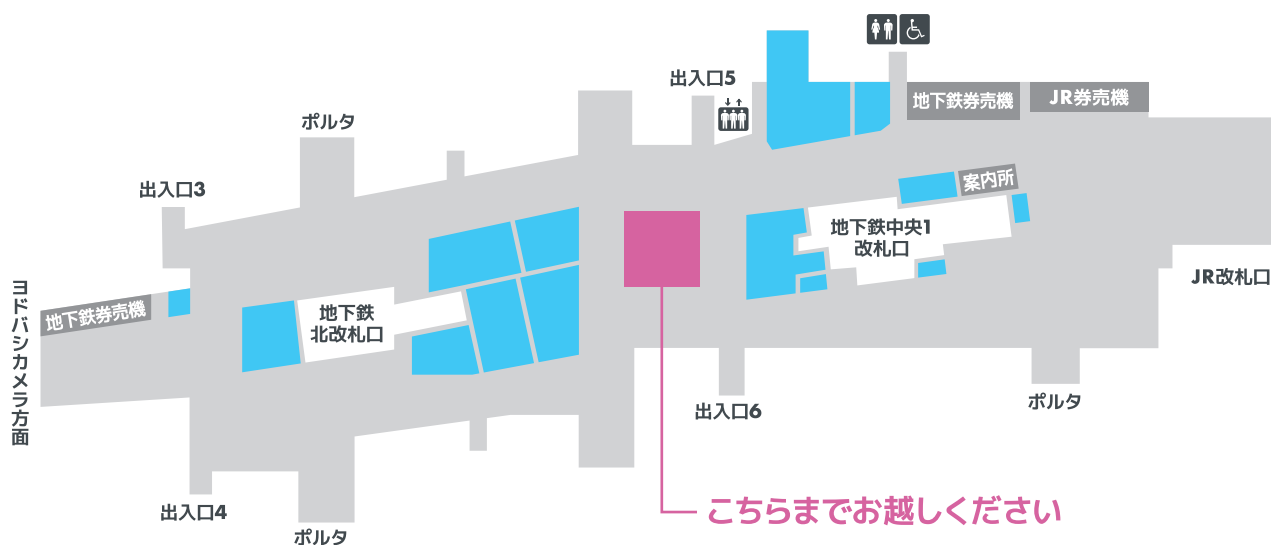 出入口5
地下鉄券売機
JR券売機
ポルタ
出入口3
案内所
地下鉄中央1
改札口
JR改札口
ヨドバシカメラ方面
地下鉄券売機
地下鉄
北改札口
出入口6
ポルタ
出入口4
ポルタ
こちらまでお越しください